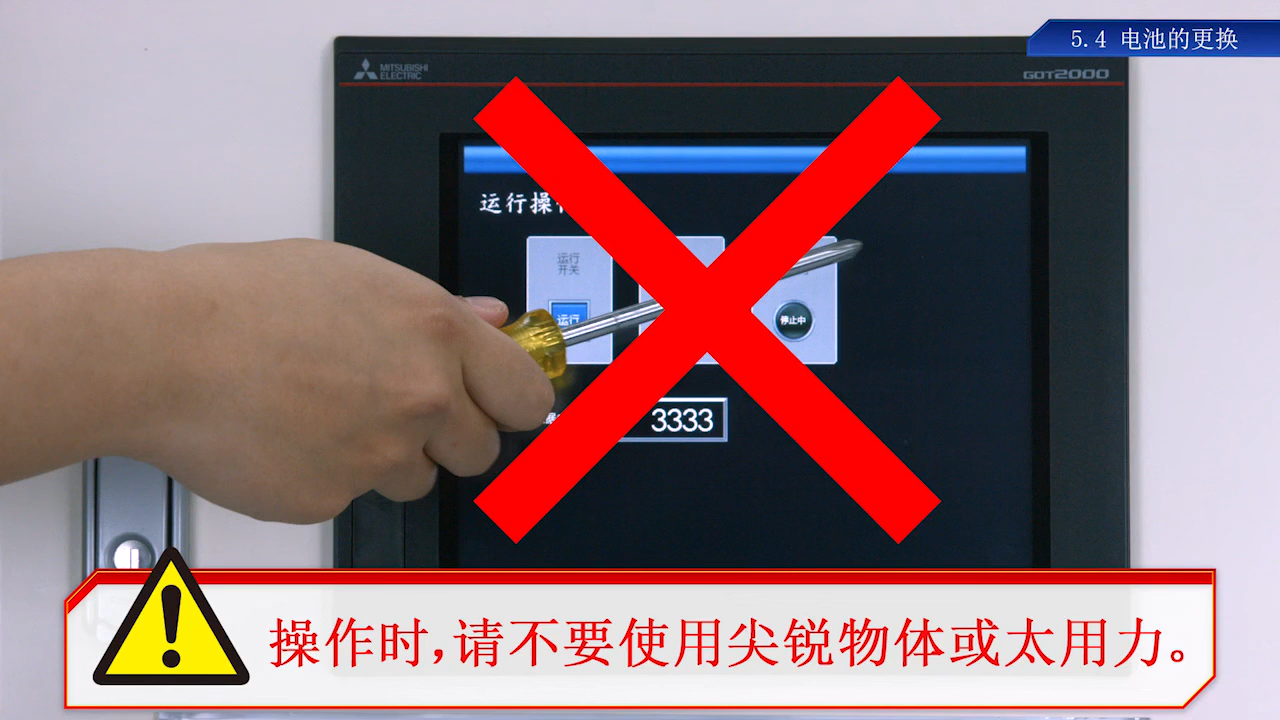 5.4 电池的更换
MITSUBISHI
ELECTRIC
GOT2000
运行操
运行
开关
运行
停止中
3333
操作时，请不要使用尖锐物体或太用力。